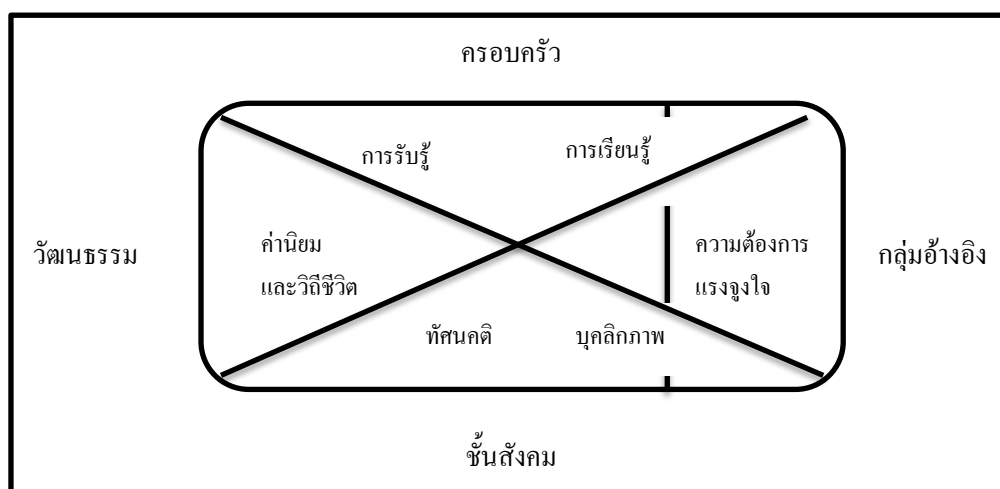 ครอบครัว
การรับรู้
การเรียนรู้
วัฒนธรรม
ค่านิยม
และวิถีชีวิต
ความต้องการ
แรงจูงใจ
กลุ่มอ้างอิง
ทัศนคติ
บุคลิกภาพ
ชั้นสังคม